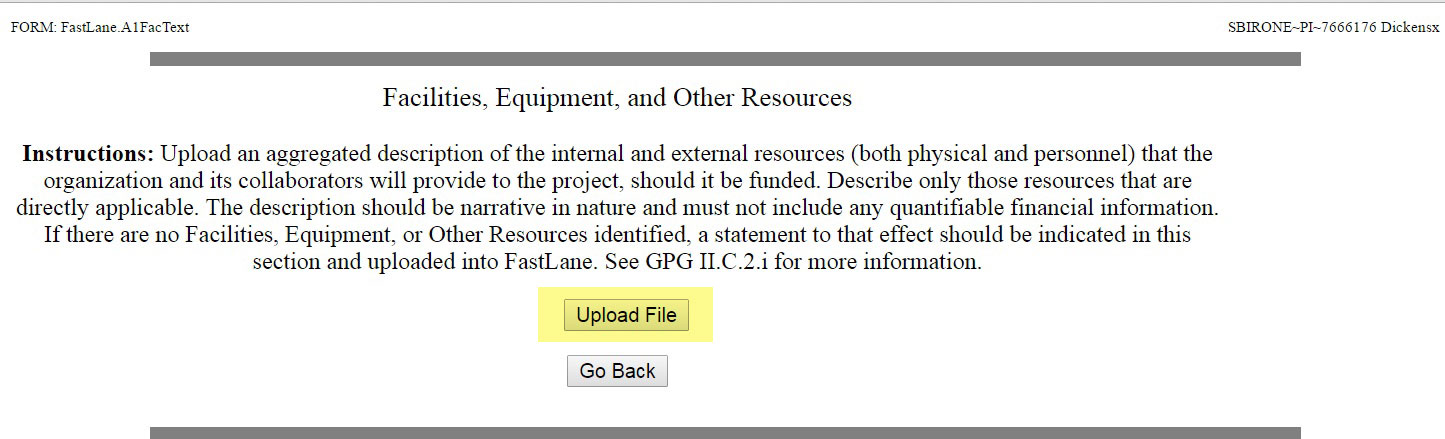 FORM: FastLane.A1FacText
SBIRONE~PI~7666176 Dickensx
Facilities, Equipment, and Other Resources
Instructions: Upload an aggregated description of the internal and external resources (both physical and personnel) that the
organization and its collaborators will provide to the project, should it be funded. Describe only those resources that are
directly applicable. The description should be narrative in nature and must not include any quantifiable financial information.
If there are no Facilities, Equipment, or Other Resources identified, a statement to that effect should be indicated in this
section and uploaded into FastLane. See GPG II.C.2.i for more information.
Upload File
Go Back